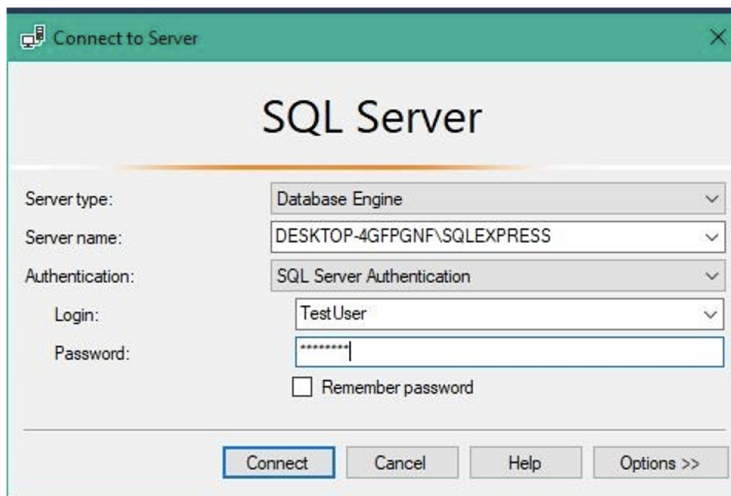 Connect to Server
SQL Server
Server type: Database Engine
Server name: DESKTOP-4GFPGNF\SQLEXPRESS
Authentication: SQL Server Authentication
Login: TestUser
Password: ********
Remember password
Connect Cancel Help Options >>